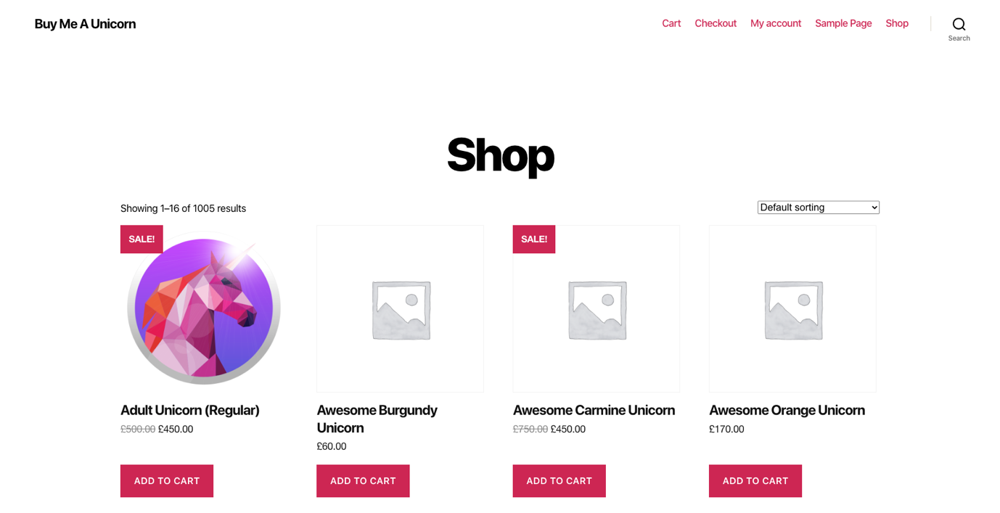 Buy Me A Unicorn
Cart Checkout My account Sample Page Shop
Search
Shop
Showing 1–16 of 1005 results
Default sorting
SALE!
SALE!
Adult Unicorn (Regular)
£500.00 £450.00
ADD TO CART
Awesome Burgundy
Unicorn
£60.00
ADD TO CART
Awesome Carmine Unicorn
£750.00 £450.00
ADD TO CART
Awesome Orange Unicorn
£170.00
ADD TO CART